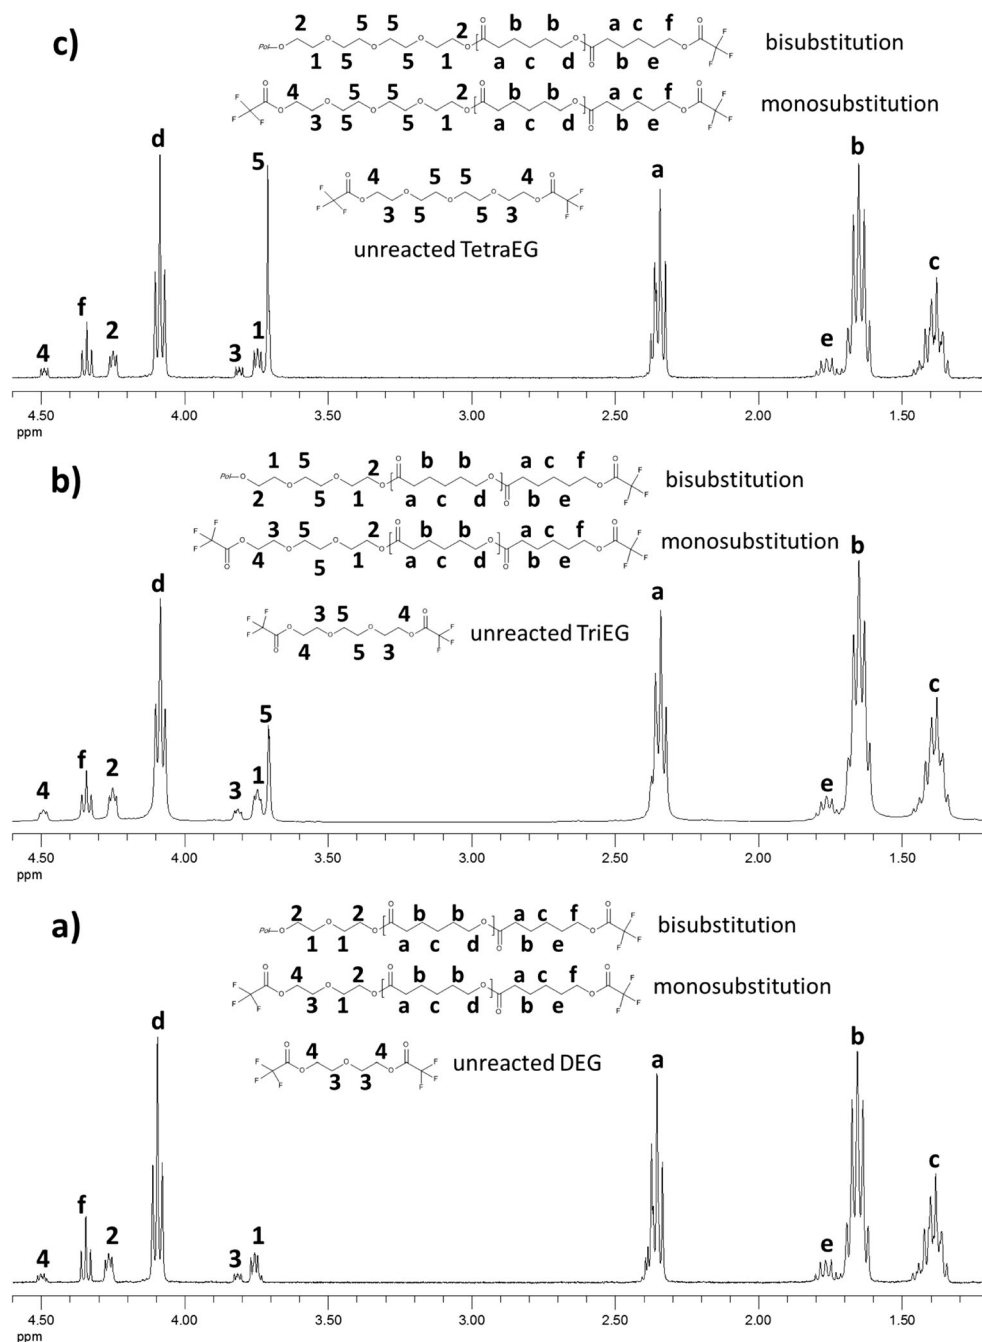 c)
2 5 5 2 b b a c f
Pol O O O O O O O O O F F F
1 5 5 1 a c d b e
bisubstitution
4 5 5 2 b b a c f
F F F O O O O O O O O O O F F F
3 5 5 1 a c d b e
monosubstitution
4 5 5 4
F F F O O O O O O O F F F
3 5 5 3
unreacted TetraEG
4 f 2 d 3 1 5 a e b c
4.50 4.00 3.50 3.00 2.50 2.00 1.50
ppm
b)
1 5 2 b b a c f
Pol O O O O O O O O F F F
2 5 1 a c d b e
bisubstitution
3 5 2 b b a c f
F F F O O O O O O O O O F F F
4 5 1 a c d b e
monosubstitution
3 5 4
F F F O O O O O O F F F
4 5 3
unreacted TriEG
4 f 2 d 3 1 5 a e b c
4.50 4.00 3.50 3.00 2.50 2.00 1.50
ppm
a)
2 2 b b a c f
Pol O O O O O O O F F F
1 1 a c d b e
bisubstitution
4 2 b b a c f
F F F O O O O O O O O F F F
3 1 a c d b e
monosubstitution
4 4
F F F O O O O O F F F
3 3
unreacted DEG
4 f 2 d 3 1 a e b c
4.50 4.00 3.50 3.00 2.50 2.00 1.50
ppm